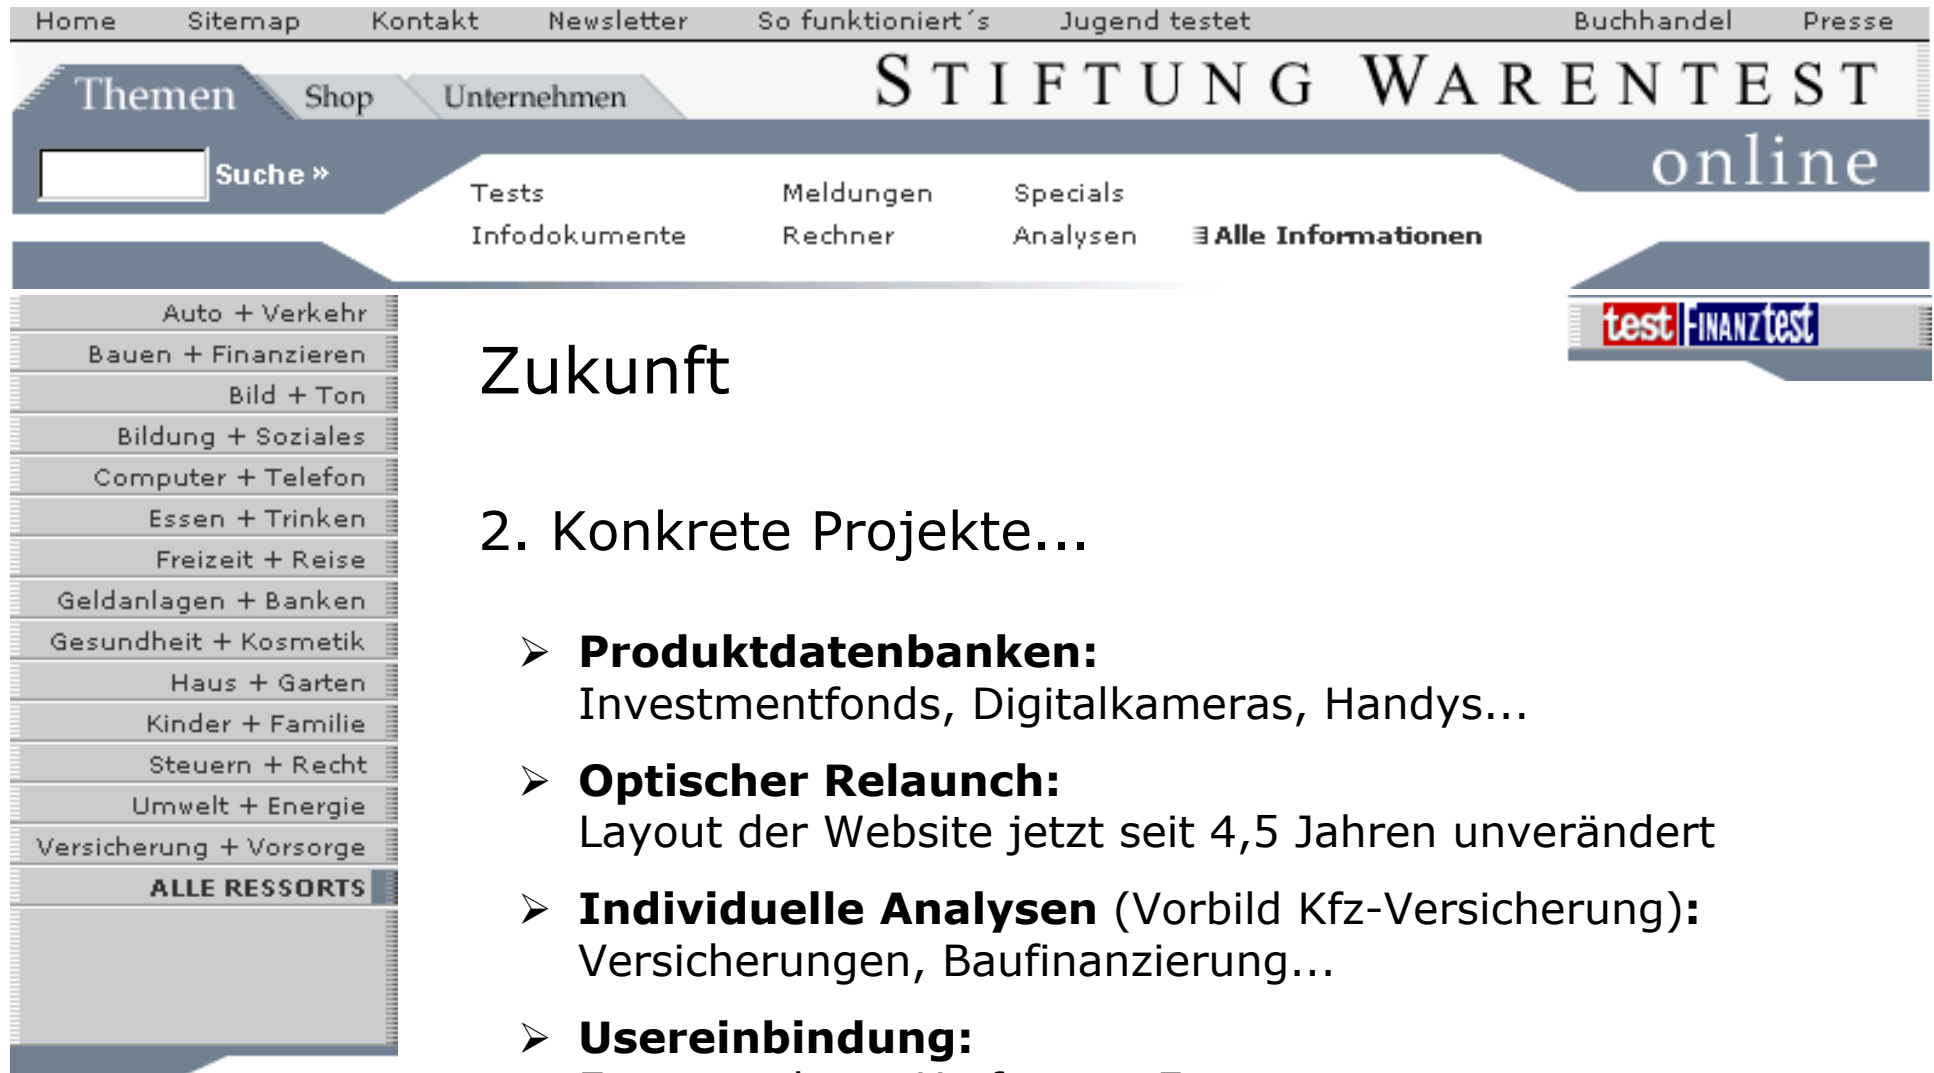 Home Sitemap Kontakt Newsletter So funktioniert´s Jugend testet Buchhandel Presse
Themen Shop Unternehmen STIFTUNG WARENTEST
online
Suche »
Tests Meldungen Specials
Infodokumente Rechner Analysen Alle Informationen
test FINANZtest
Auto + Verkehr
Bauen + Finanzieren
Bild + Ton
Bildung + Soziales
Computer + Telefon
Essen + Trinken
Freizeit + Reise
Geldanlagen + Banken
Gesundheit + Kosmetik
Haus + Garten
Kinder + Familie
Steuern + Recht
Umwelt + Energie
Versicherung + Vorsorge
ALLE RESSORTS
Zukunft
2. Konkrete Projekte...
➢ Produktdatenbanken:
Investmentfonds, Digitalkameras, Handys...
➢ Optischer Relaunch:
Layout der Website jetzt seit 4,5 Jahren unverändert
➢ Individuelle Analysen (Vorbild Kfz-Versicherung):
Versicherungen, Baufinanzierung...
➢ Usereinbindung: